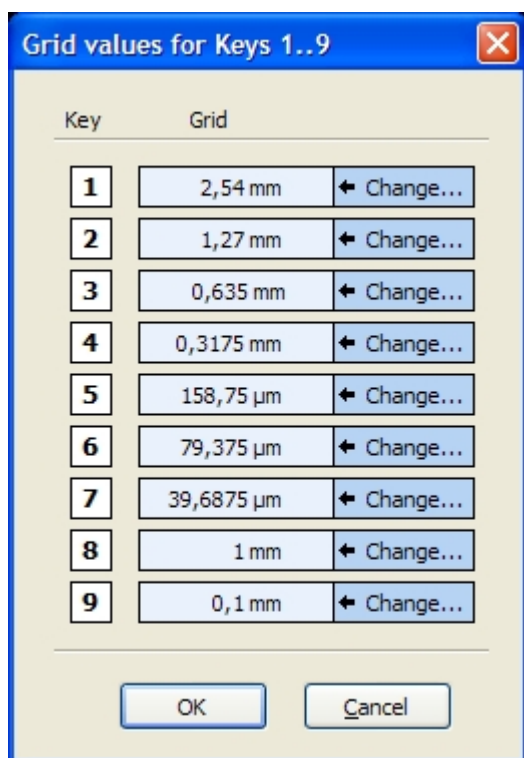 Grid values for Keys 1..9
Key Grid
1 2,54 mm Change...
2 1,27 mm Change...
3 0,635 mm Change...
4 0,3175 mm Change...
5 158,75 µm Change...
6 79,375 µm Change...
7 39,6875 µm Change...
8 1 mm Change...
9 0,1 mm Change...
OK Cancel